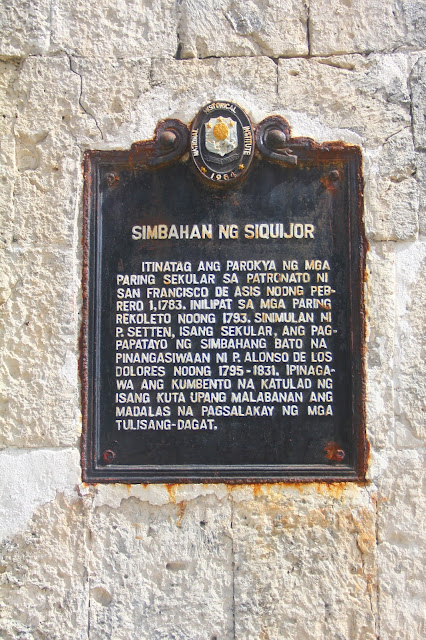 NATIONAL HISTORICAL INSTITUTE
1984
SIMBAHAN NG SIQUIJOR
ITINATAG ANG PAROKYA NG MGA
PARING SEKULAR SA PATRONATO NI
SAN FRANCISCO DE ASIS NOONG PEB-
RERO 1,1783. INILIPAT SA MGA PARING
REKOLETO NOONG 1793. SINIMULAN NI
P. SETTEN, ISANG SEKULAR, ANG PAG-
PAPATAYO NG SIMBAHANG BATO NA
PINANGASIWAAN NI P. ALONSO DE LOS
DOLORES NOONG 1795-1831. IPINAGA-
WA ANG KUMBENTO NA KATULAD NG
ISANG KUTA UPANG MALABANAN ANG
MADALAS NA PAGSALAKAY NG MGA
TULISANG-DAGAT.